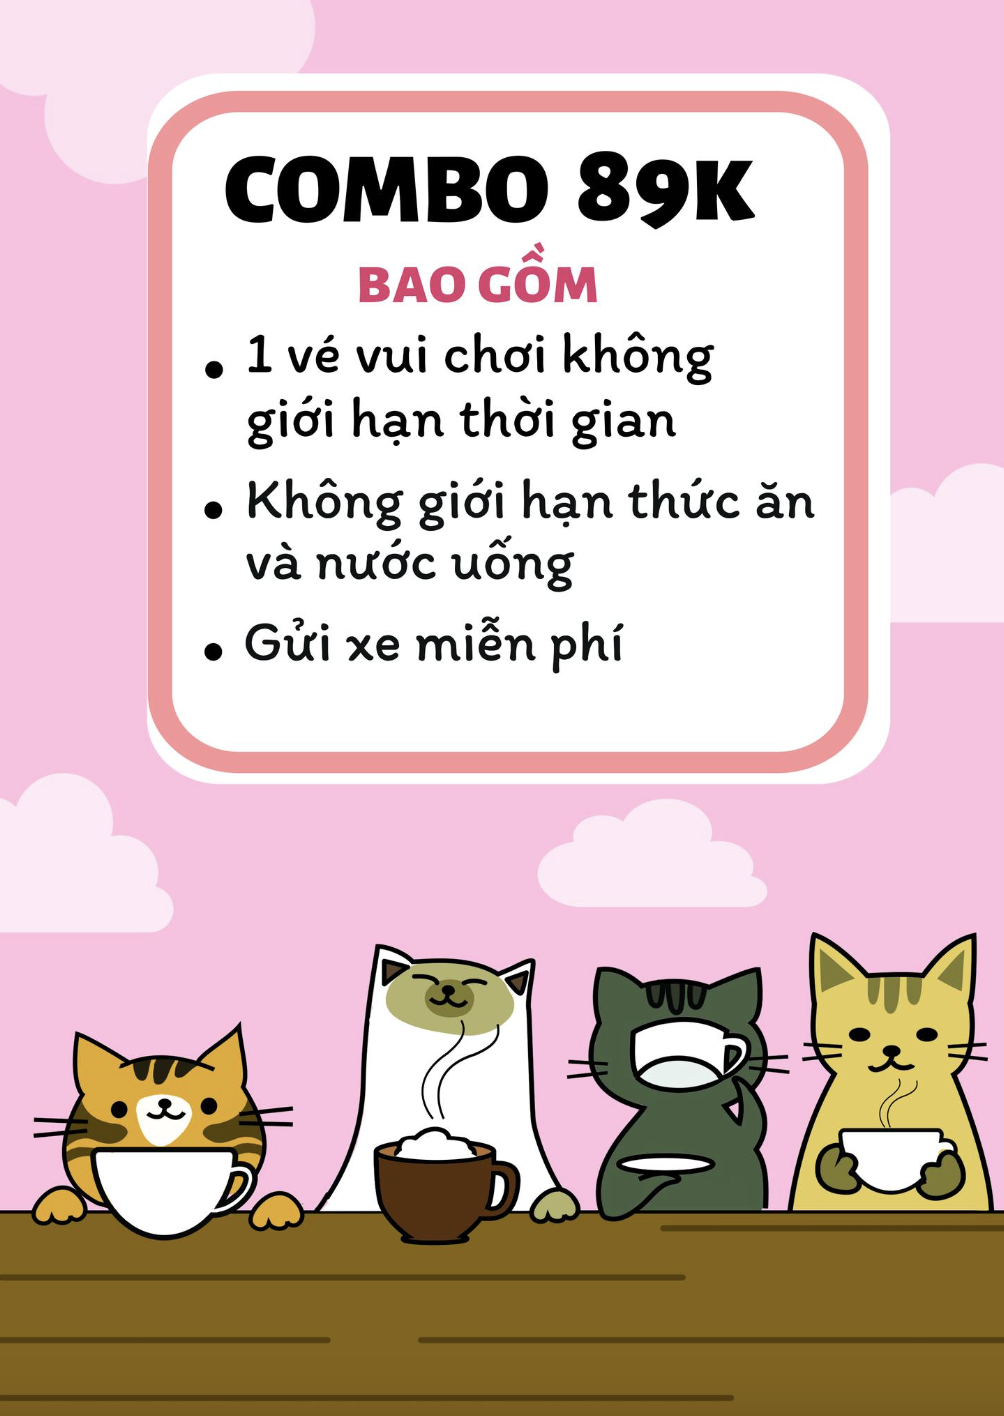 COMBO 89K
BAO GỒM
• 1 vé vui chơi không
giới hạn thời gian
• Không giới hạn thức ăn
và nước uống
• Gửi xe miễn phí